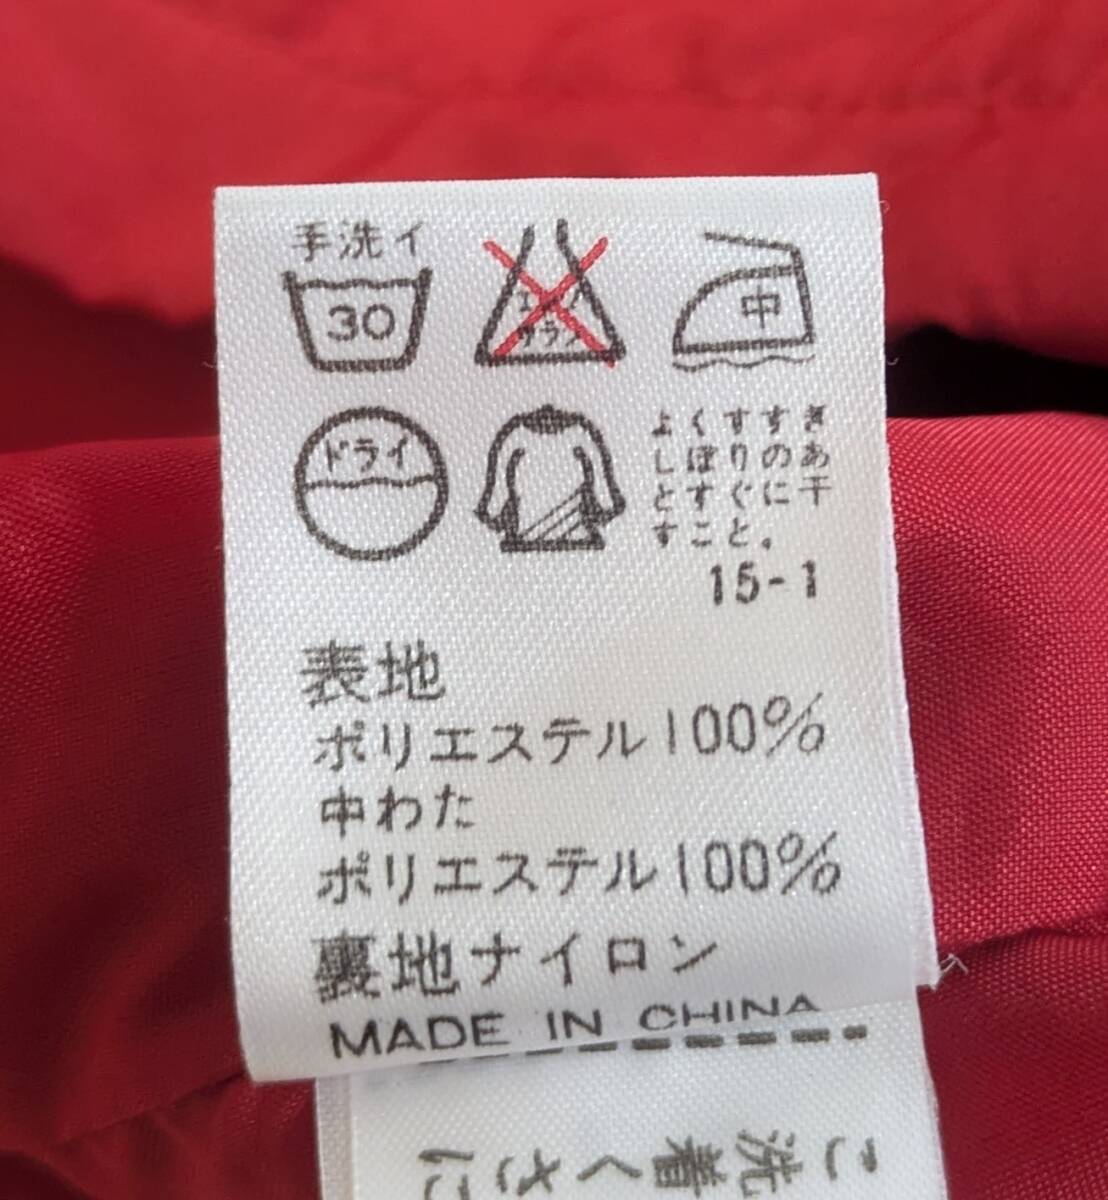 手洗イ
30
エンソ
サラシ
中
ドライ
よくすすぎ
しぼりのあ
とすぐに干
すこと。
15-1
表地
ポリエステル100%
中わた
ポリエステル100%
裏地ナイロン
MADE IN CHINA